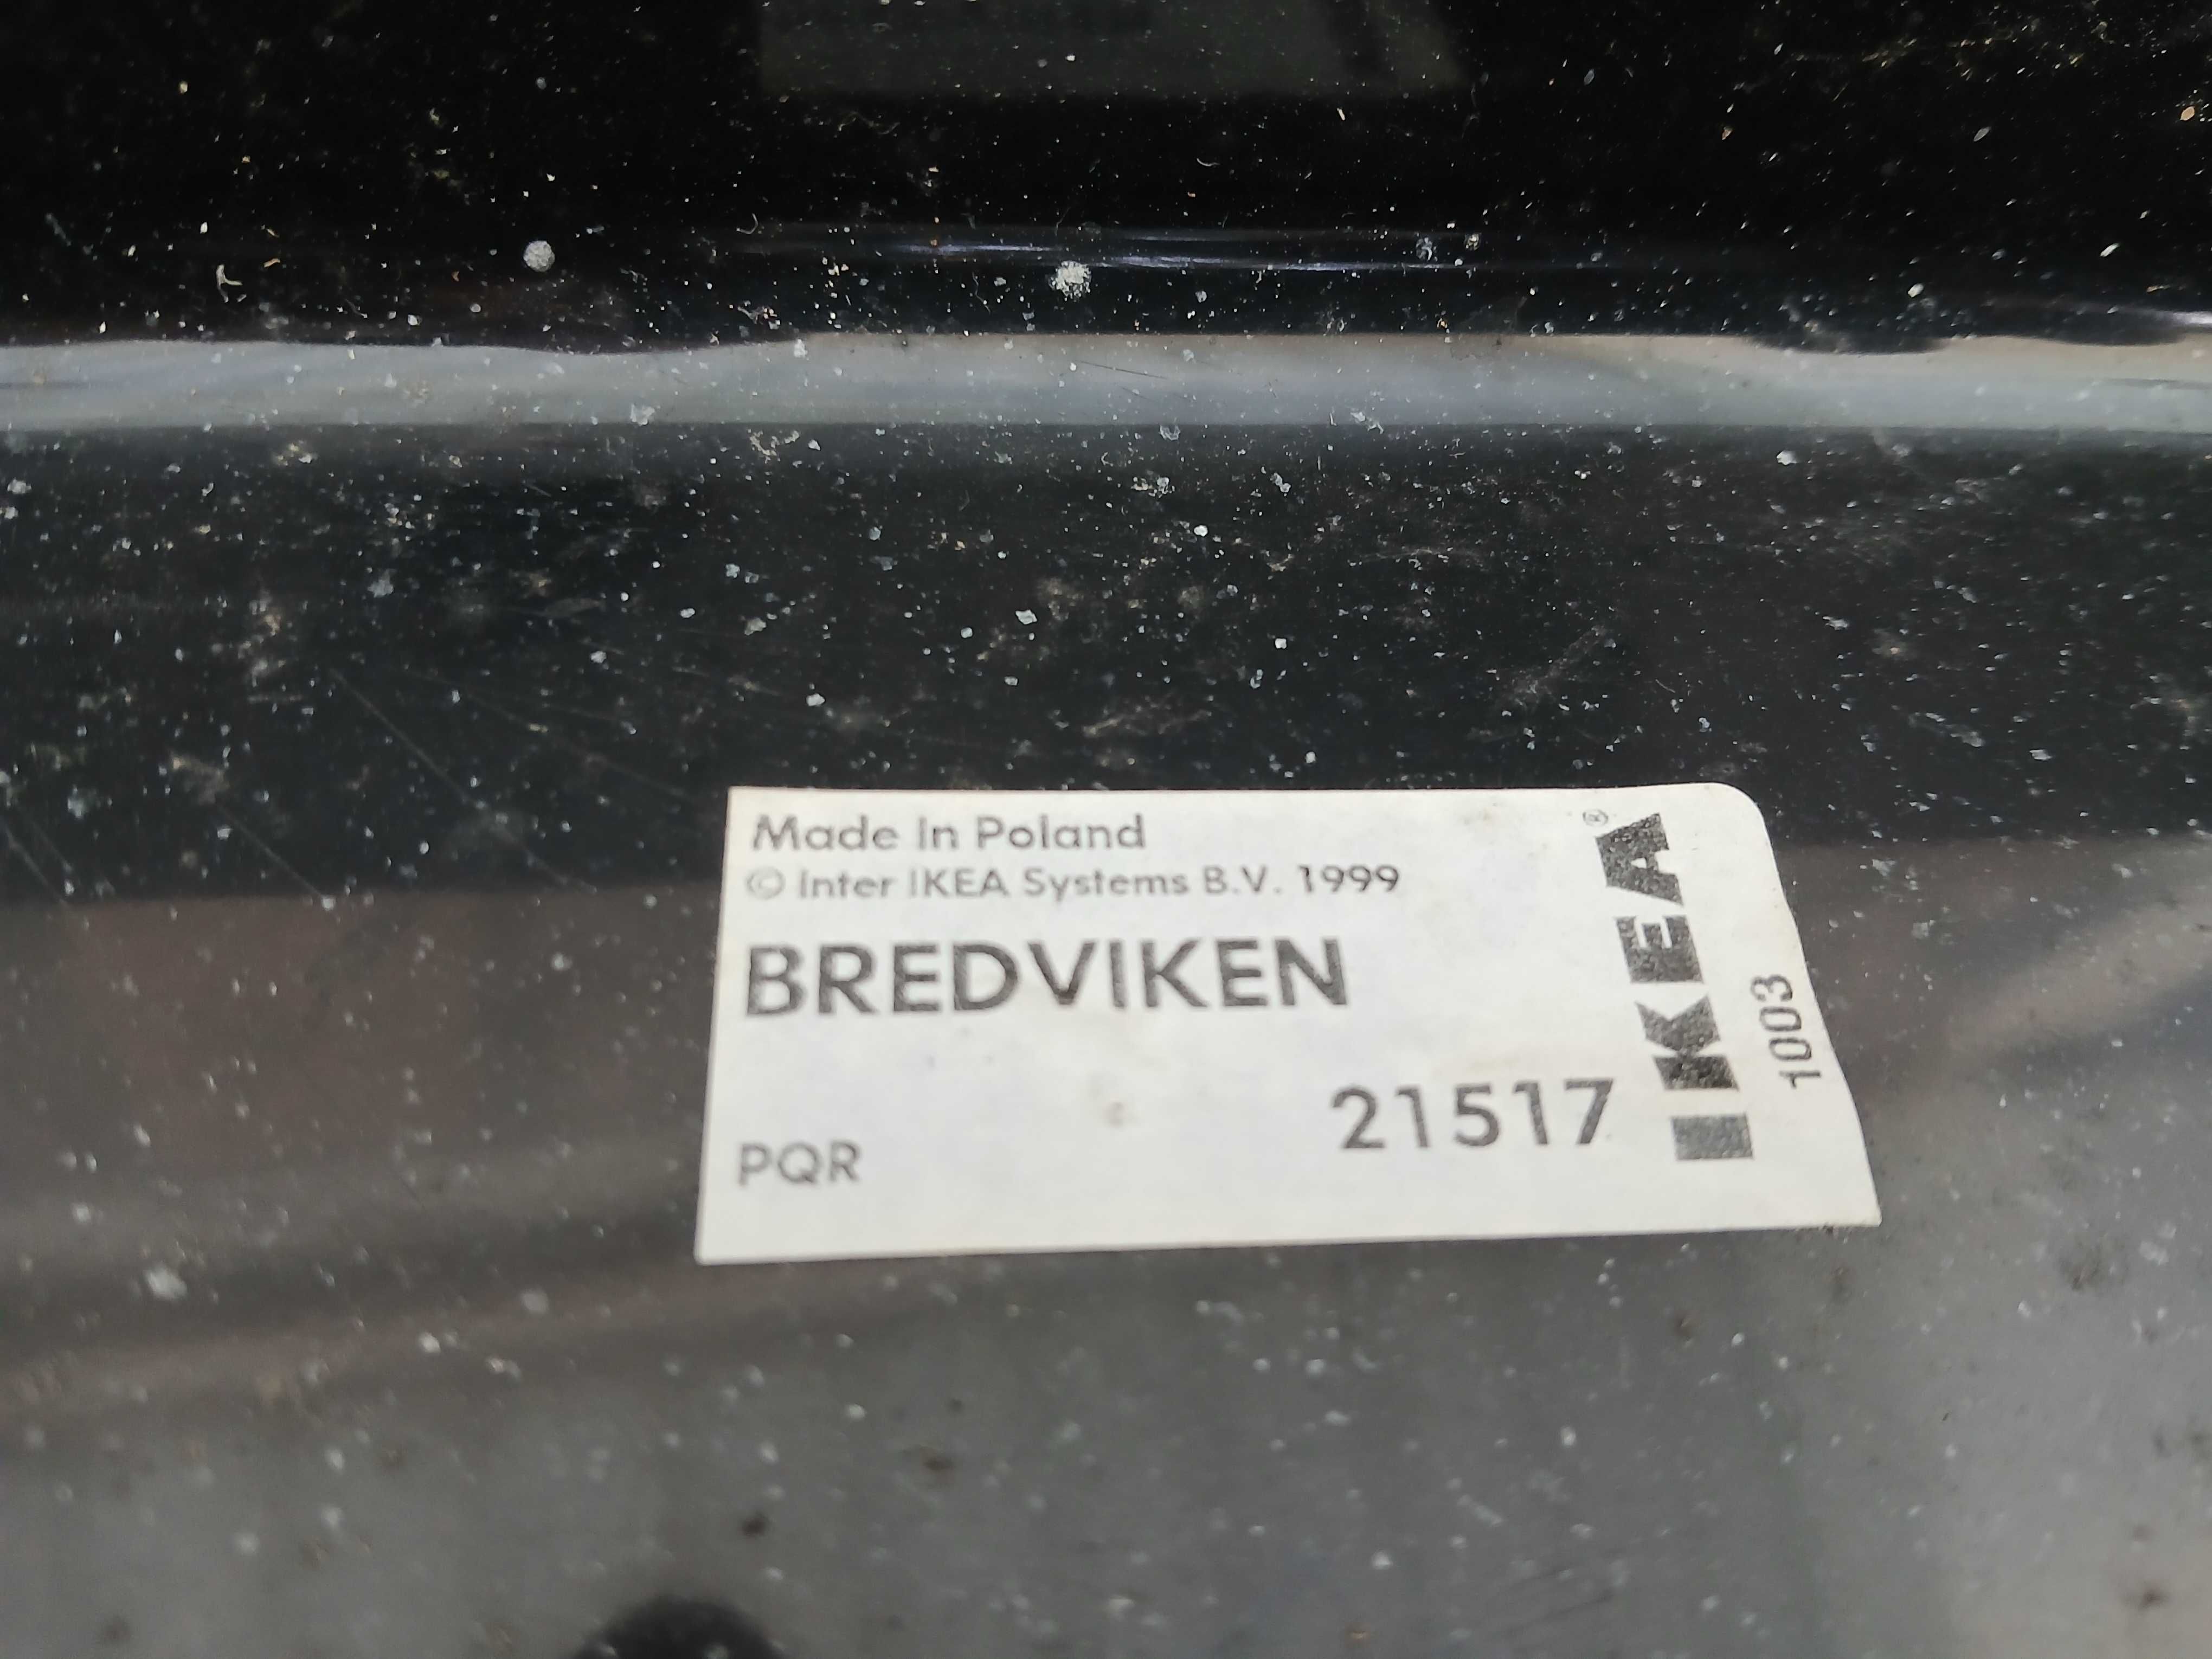 Made in Poland
© Inter IKEA Systems B.V. 1999
BREDVIKEN
21517
PQR
IKEA®
1003